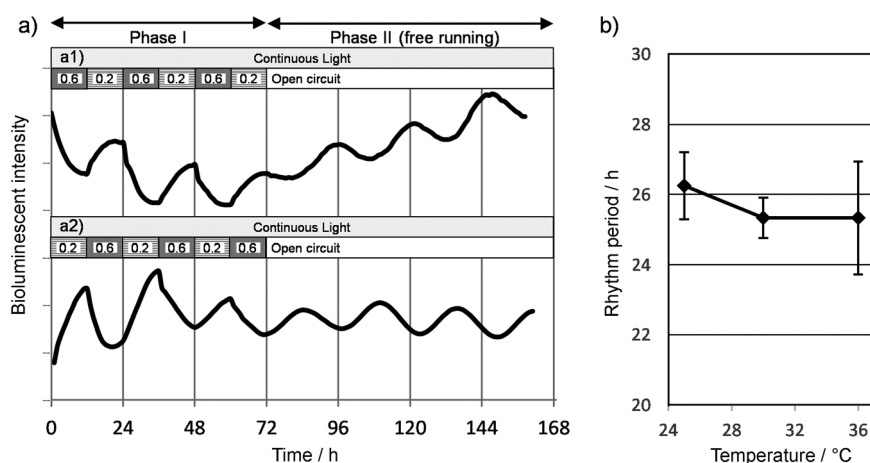 a)
Phase I
Phase II (free running)
a1)
Continuous Light
0.6 0.2 0.6 0.2 0.6 0.2 Open circuit
a2)
Continuous Light
0.2 0.6 0.2 0.6 0.2 0.6 Open circuit
Bioluminescent intensity
0 24 48 72 96 120 144 168
Time / h
b)
Rhythm period / h
30
28
26
24
22
20
24 28 32 36
Temperature / °C